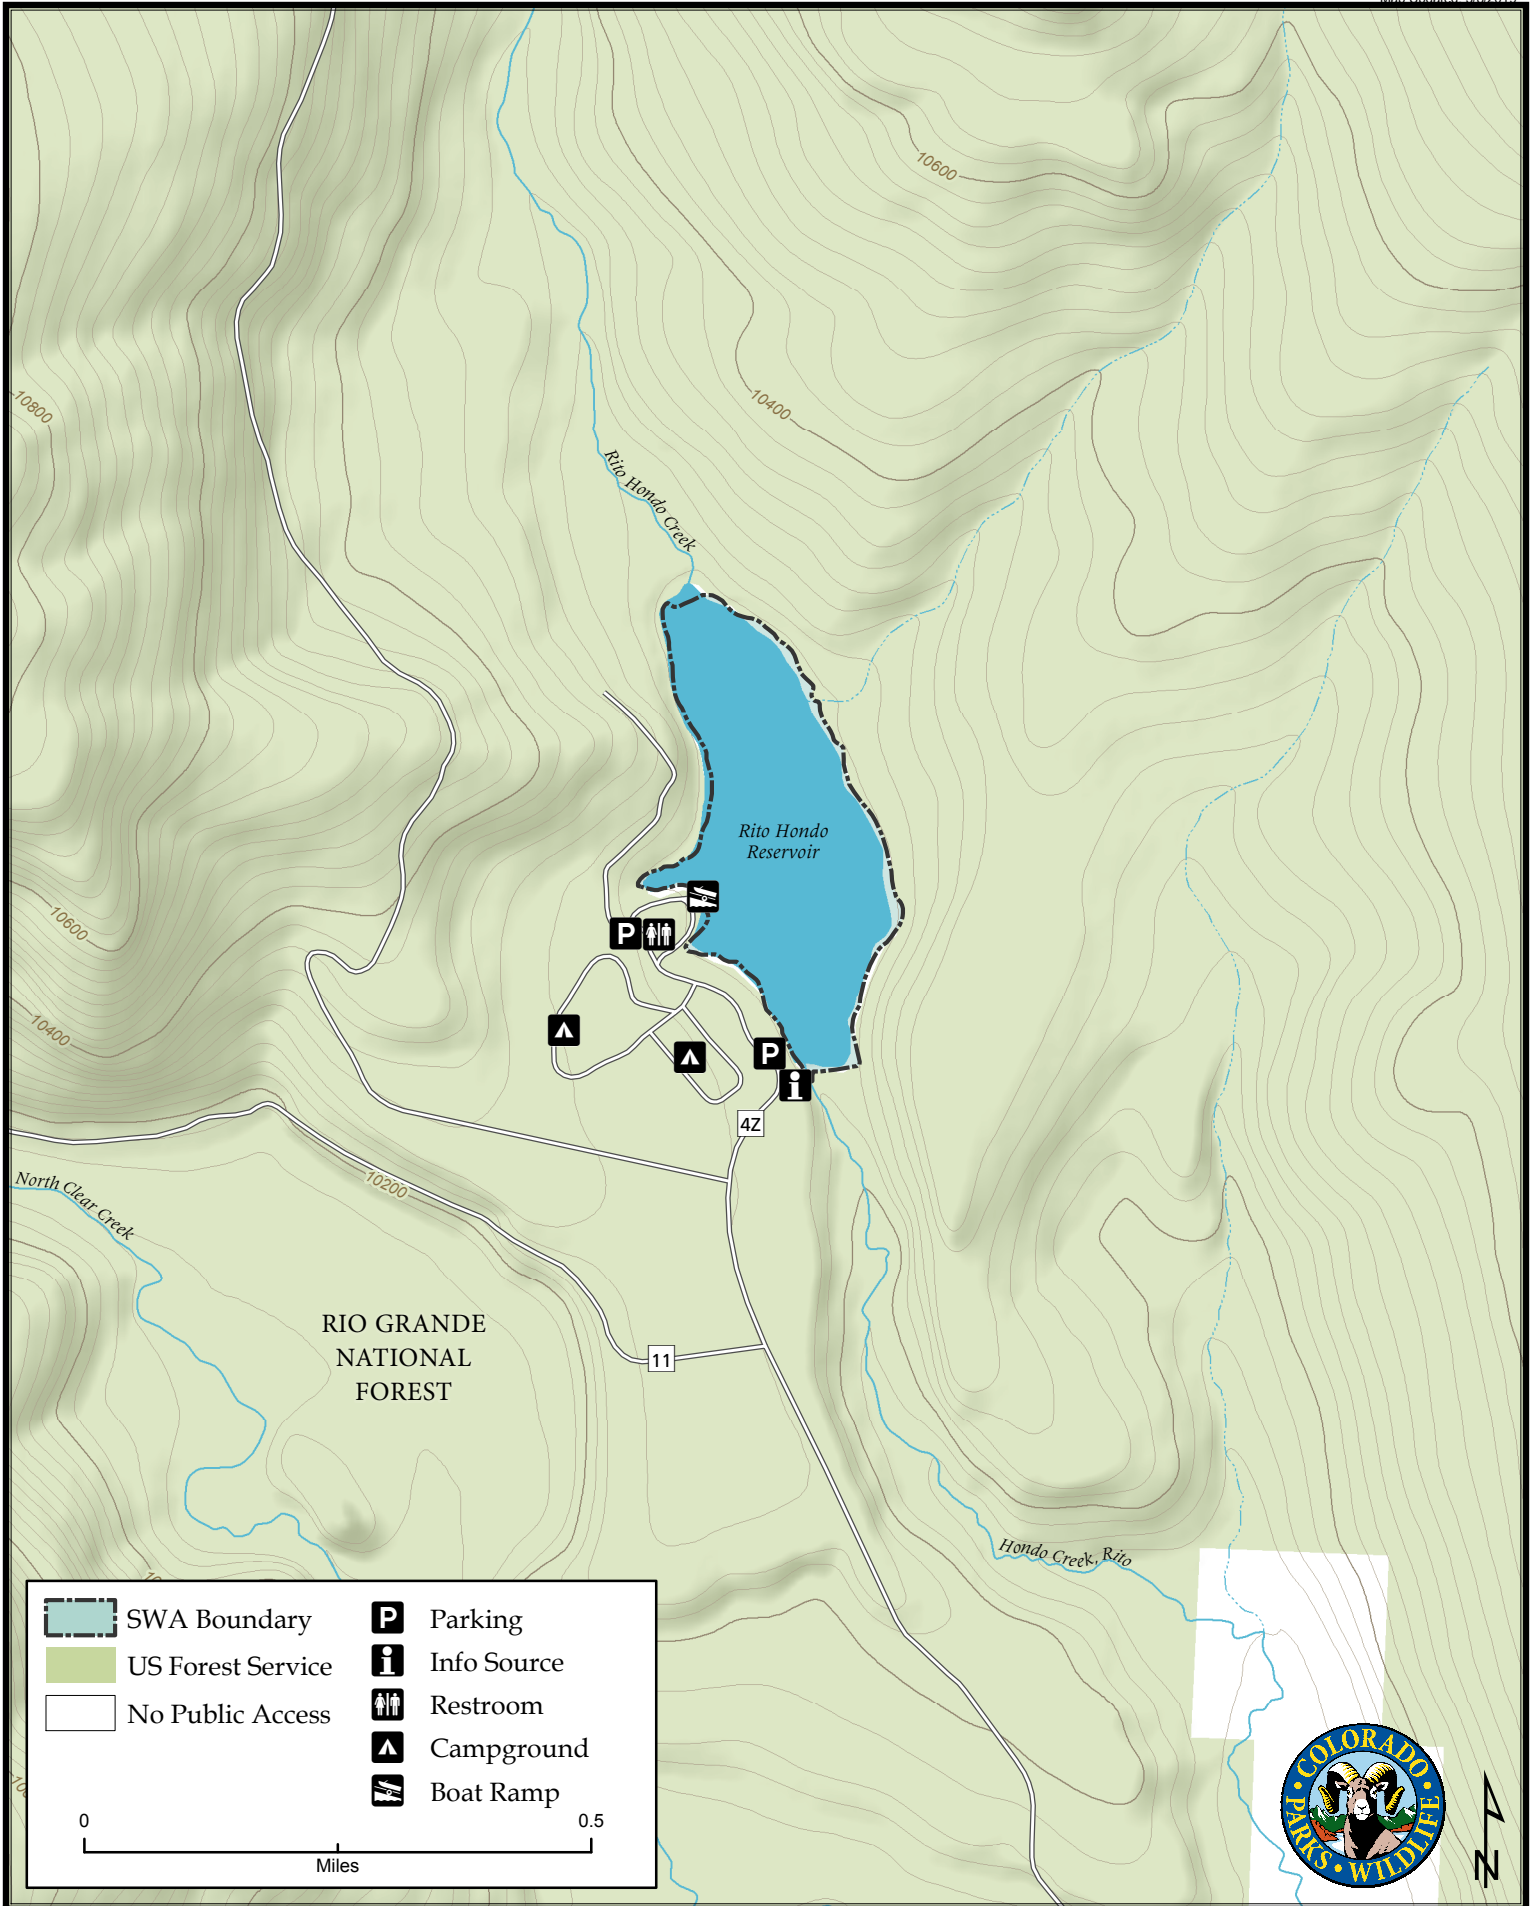 10600
10800
10400
Rito Hondo Creek
Rito Hondo
Reservoir
10600
P
P
10400
4Z
North Clear Creek
10200
RIO GRANDE
NATIONAL
FOREST
11
Hondo Creek, Rito
SWA Boundary
US Forest Service
No Public Access
P Parking
Info Source
Restroom
Campground
Boat Ramp
0
0.5
Miles
COLORADO
PARKS • WILDLIFE
N